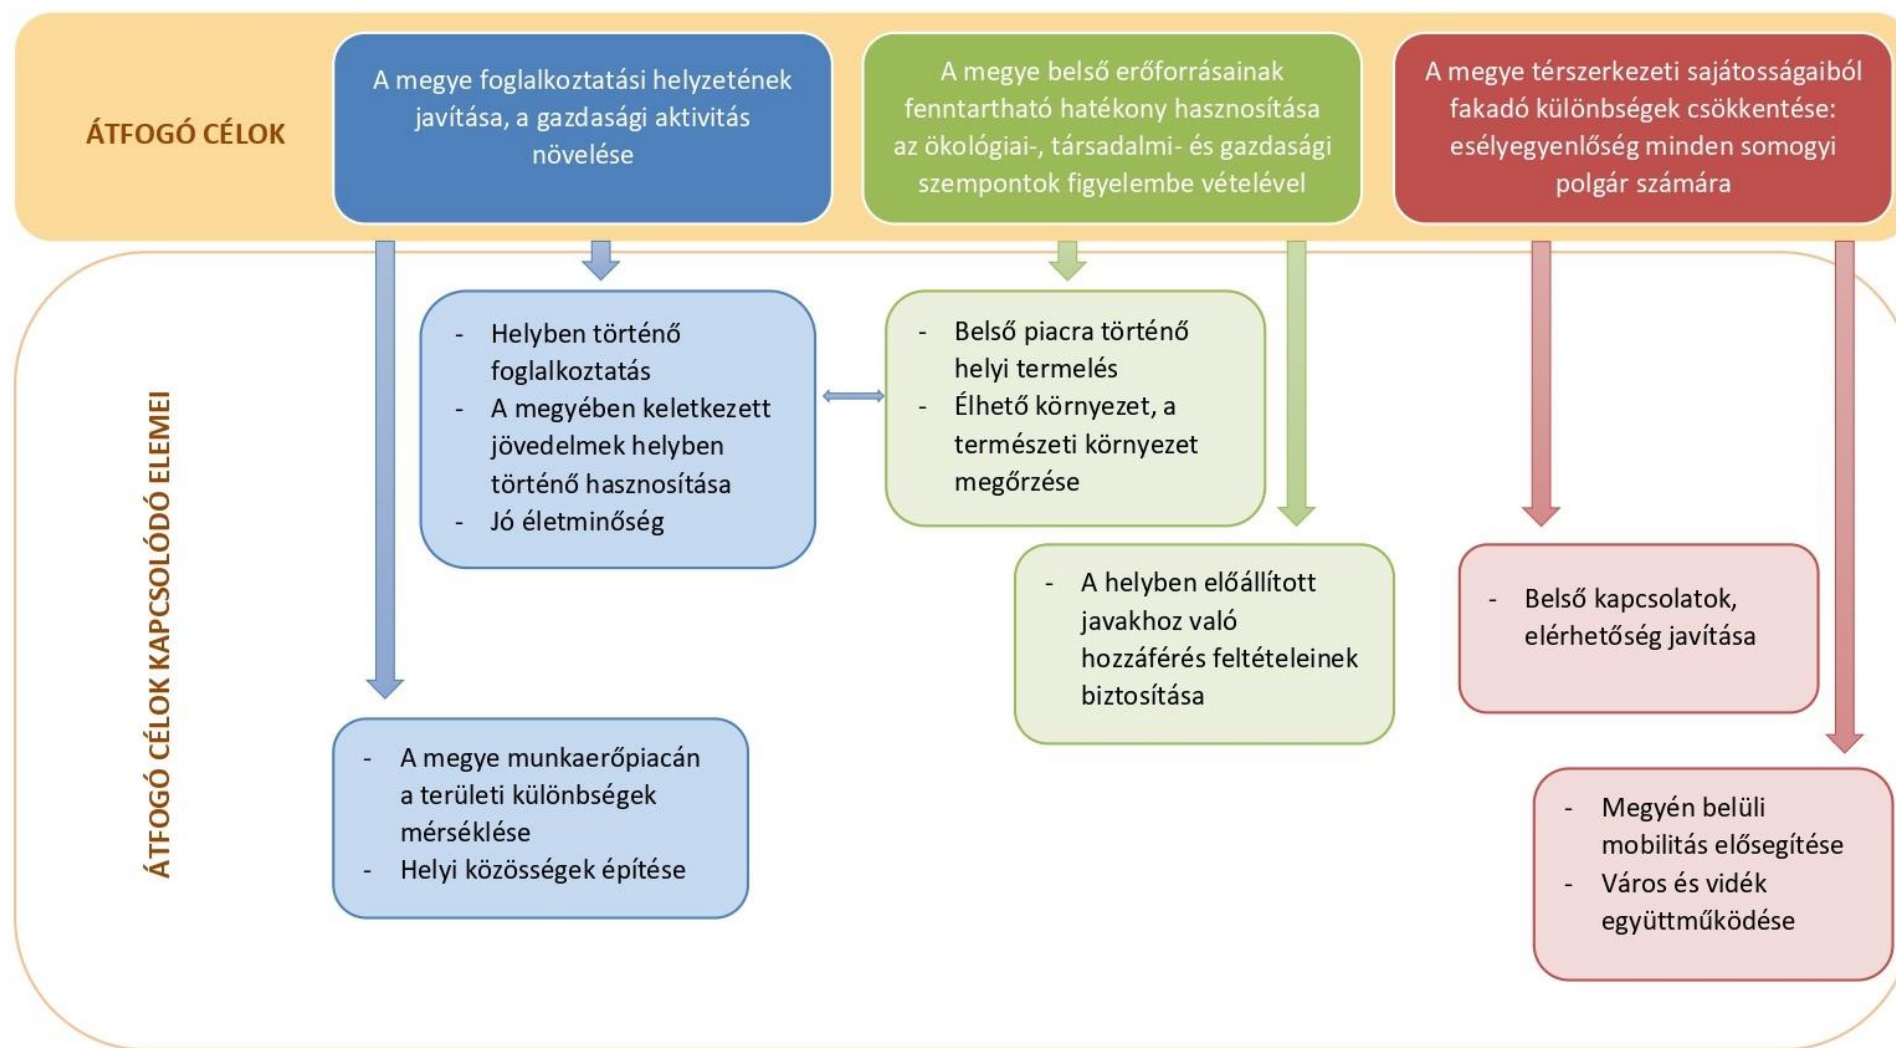 ÁTFOGÓ CÉLOK
A megye foglalkoztatási helyzetének
javítása, a gazdasági aktivitás
növelése
A megye belső erőforrásainak
fenntartható hatékony hasznosítása
az ökológiai-, társadalmi- és gazdasági
szempontok figyelembe vételével
A megye térszerkezeti sajátosságaiból
fakadó különbségek csökkentése:
esélyegyenlőség minden somogyi
polgár számára
ÁTFOGÓ CÉLOK KAPCSOLÓDÓ ELEMEI
- Helyben történő
foglalkoztatás
- A megyében keletkezett
jövedelmek helyben
történő hasznosítása
- Jó életminőség
- Belső piacra történő
helyi termelés
- Élhető környezet, a
természeti környezet
megőrzése
- A helyben előállított
javakhoz való
hozzáférés feltételeinek
biztosítása
- Belső kapcsolatok,
elérhetőség javítása
- A megye munkaerőpiacán
a területi különbségek
mérséklése
- Helyi közösségek építése
- Megyén belüli
mobilitás elősegítése
- Város és vidék
együttműködése